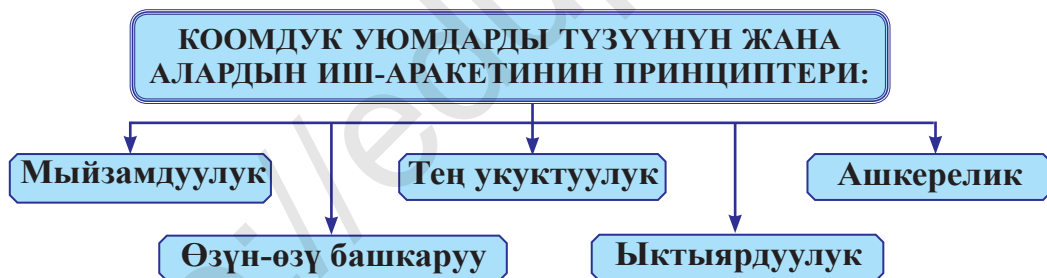 КООМДУК УЮМДАРДЫ ТҮЗҮҮНҮН ЖАНА
АЛАРДЫН ИШ-АРАКЕТИНИН ПРИНЦИПТЕРИ:
Мыйзамдуулук
Тең укуктуулук
Ашкерелик
Өзүн-өзү башкаруу
Ыктыярдуулук